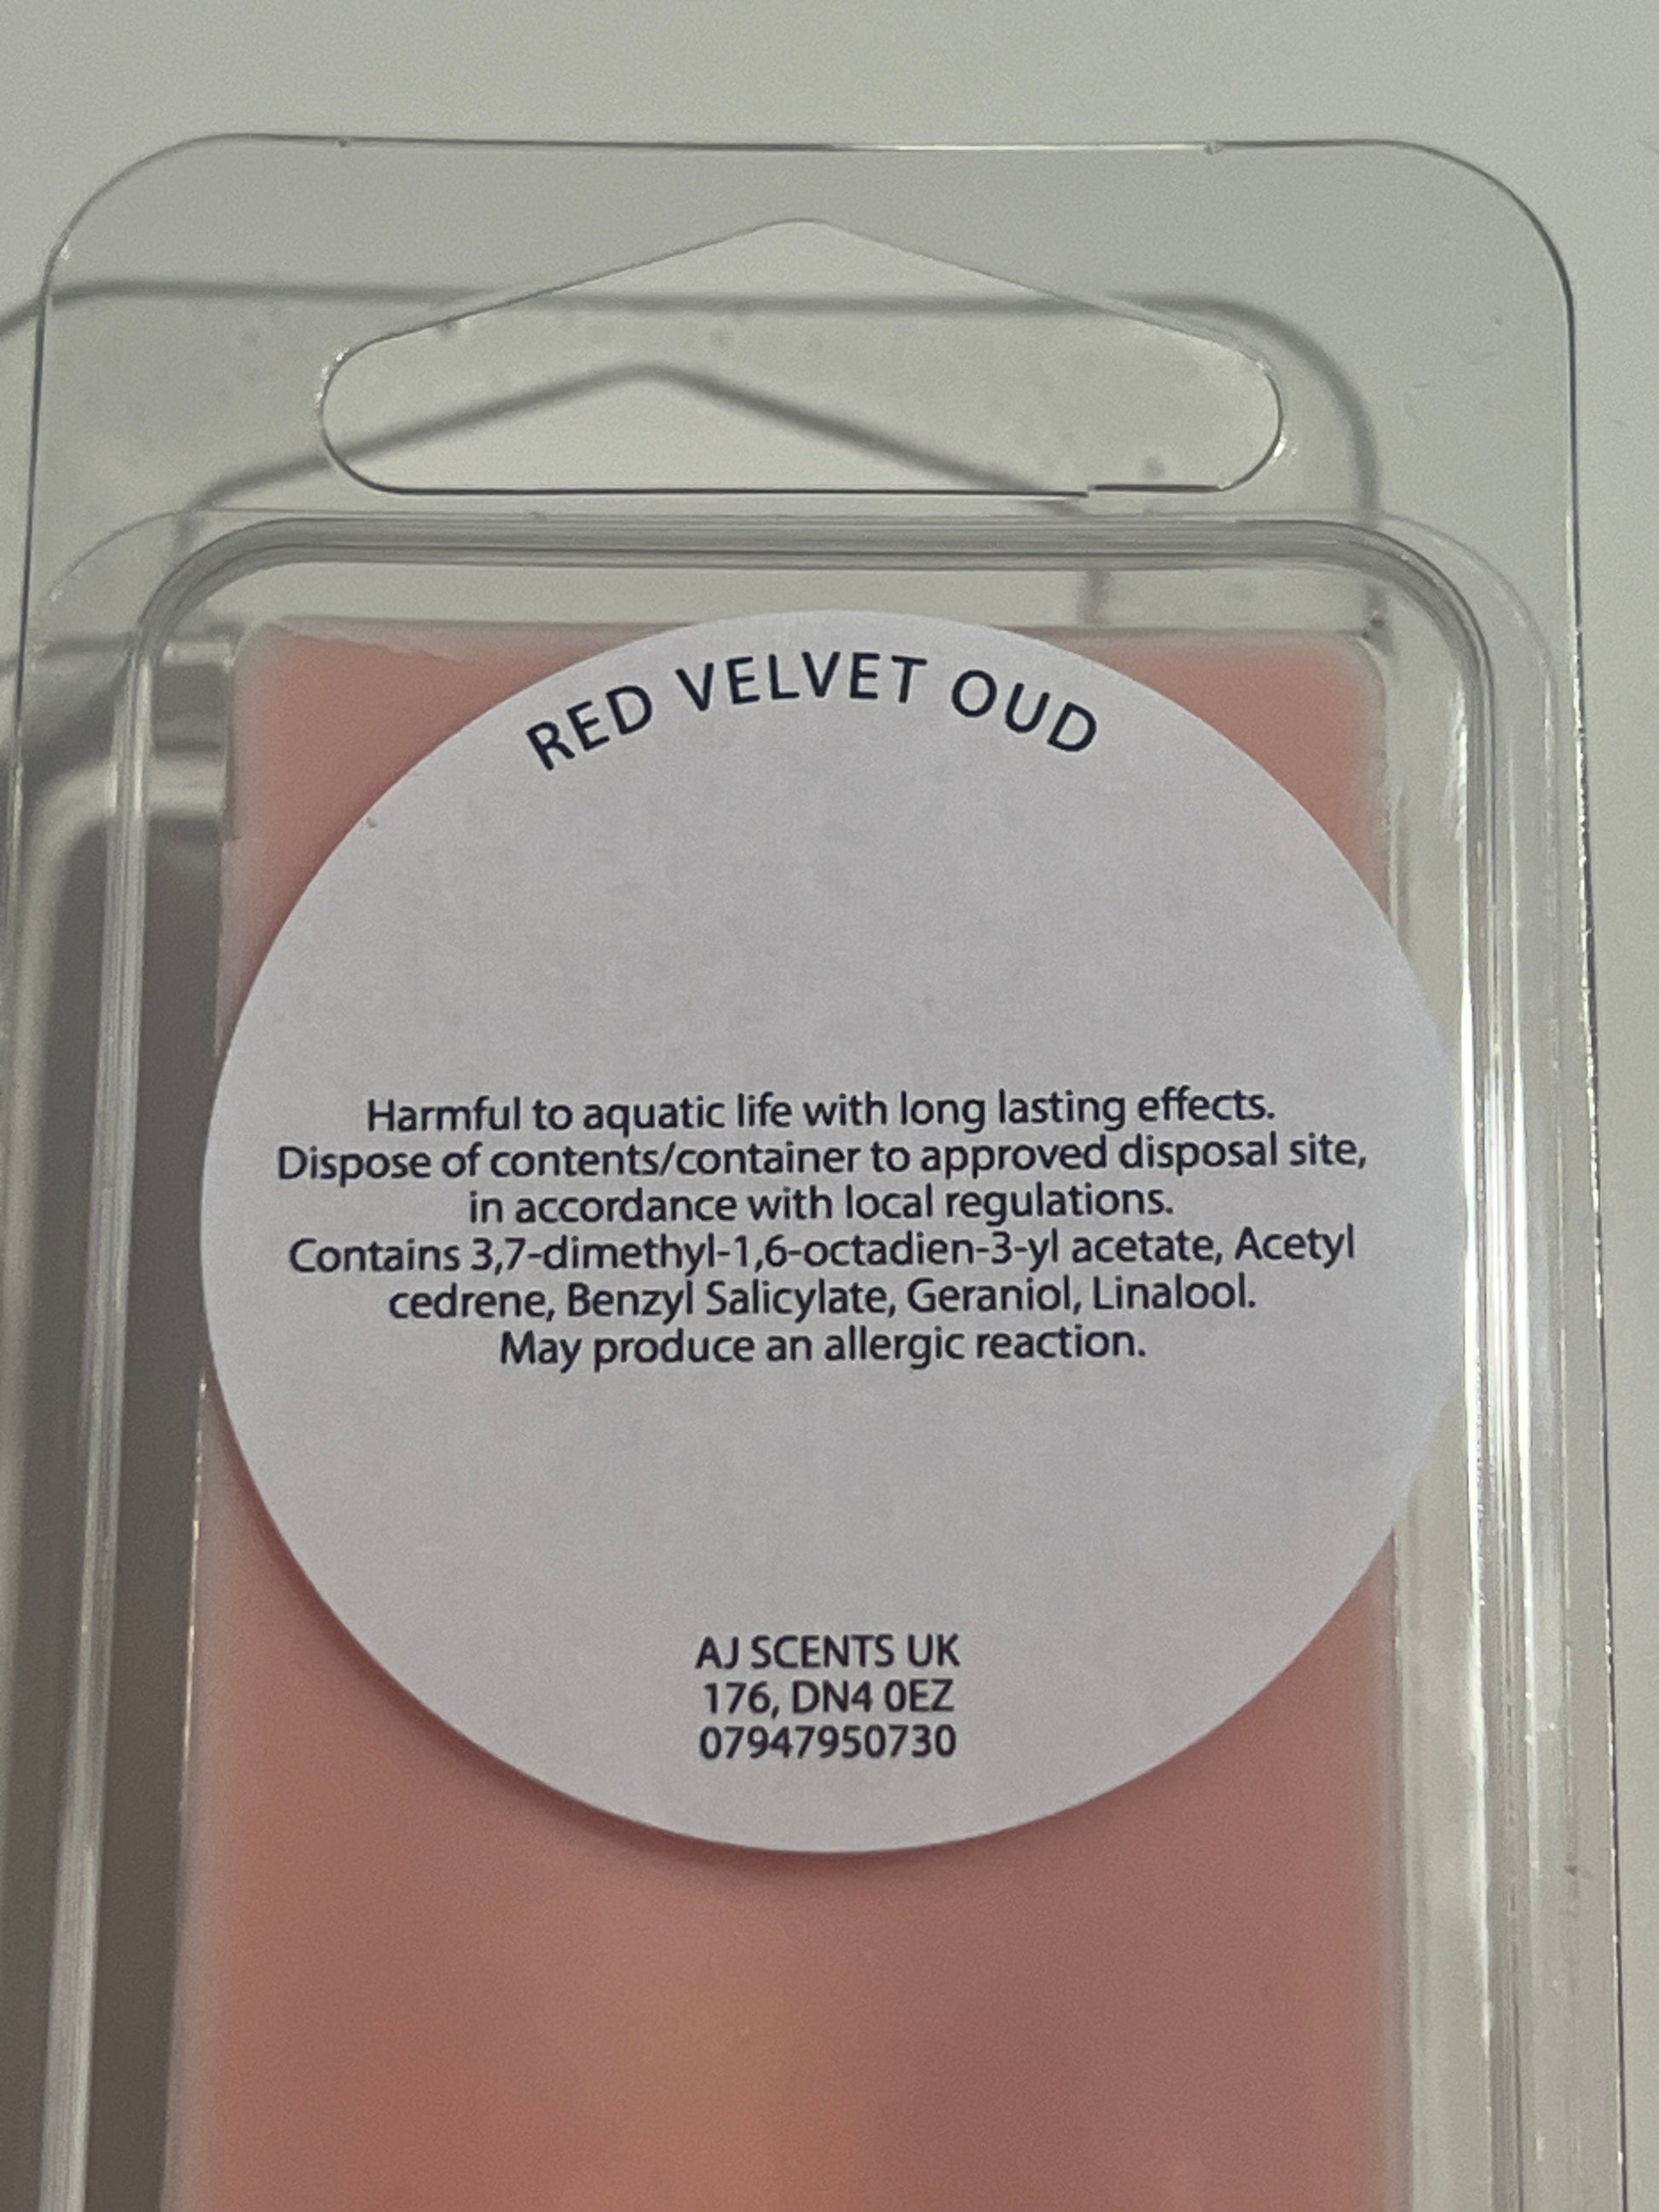 RED VELVET OUD
Harmful to aquatic life with long lasting effects.
Dispose of contents/container to approved disposal site,
in accordance with local regulations.
Contains 3,7-dimethyl-1,6-octadien-3-yl acetate, Acetyl
cedrene, Benzyl Salicylate, Geraniol, Linalool.
May produce an allergic reaction.
AJ SCENTS UK
176, DN4 0EZ
07947950730